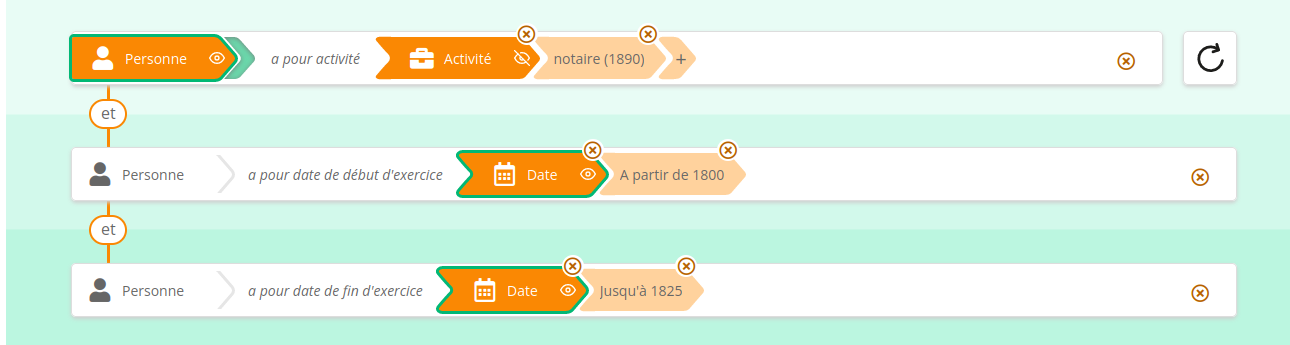 Personne a pour activité Activité notaire (1890) +
et
Personne a pour date de début d'exercice Date A partir de 1800
et
Personne a pour date de fin d'exercice Date Jusqu'à 1825